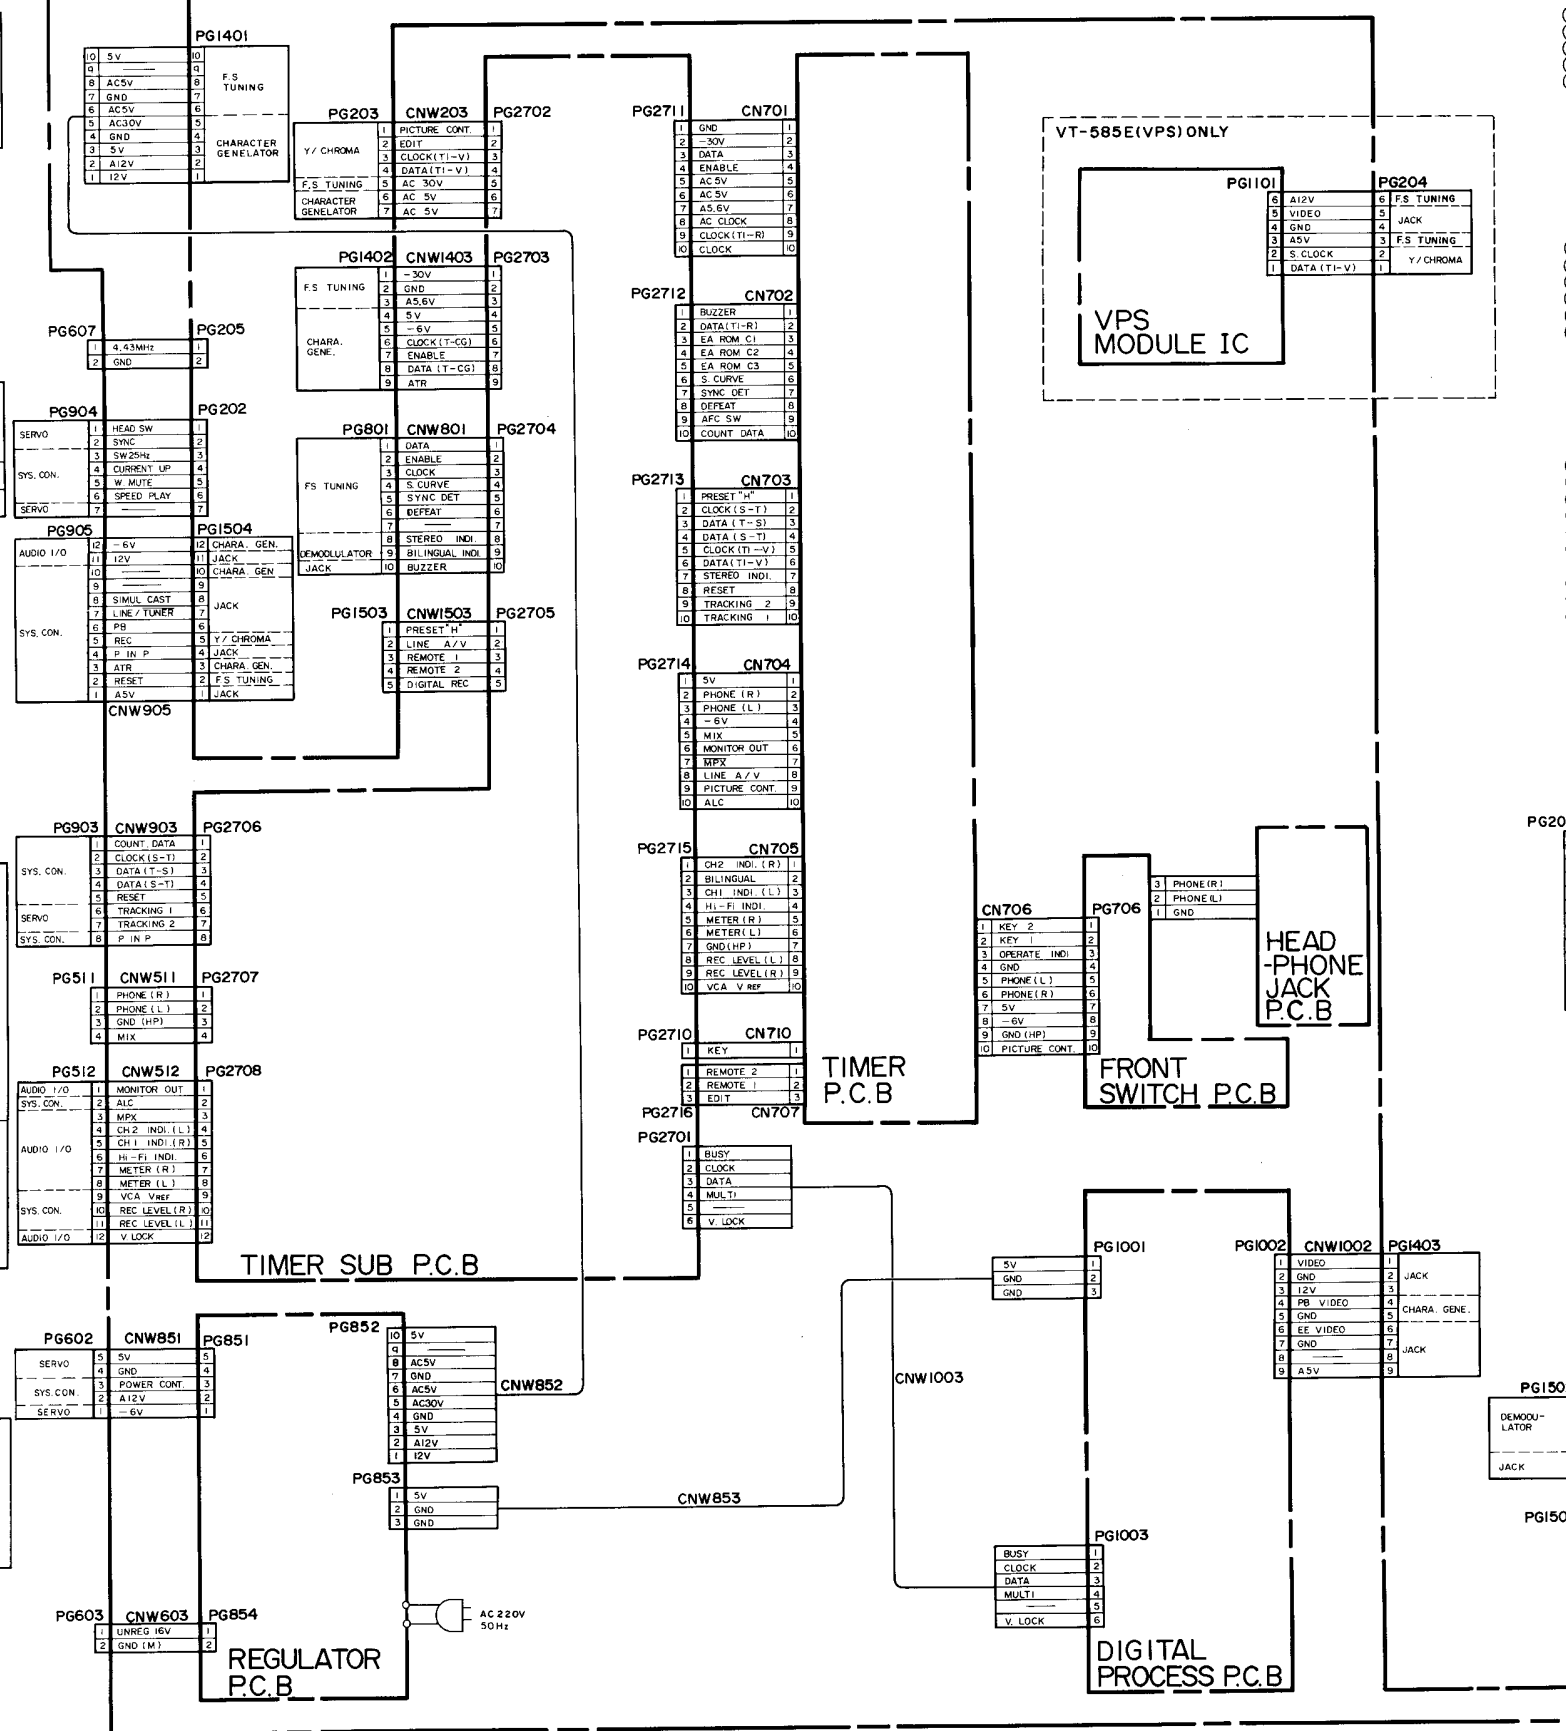 PG1401
10 5V 10
9 9
8 AC5V 8
7 GND 7
6 AC5V 6
5 AC30V 5
4 GND 4
3 5V 3
2 A12V 2
1 12V 1
F.S TUNING
CHARACTER GENELATOR
PG203 CNW203 PG2702
1 PICTURE CONT. 1
2 EDIT 2
3 CLOCK(TI-V) 3
4 DATA(TI-V) 4
5 AC 30V 5
6 AC 5V 6
7 AC 5V 7
Y/CHROMA
F.S TUNING
CHARACTER GENELATOR
PG1402 CNW1403 PG2703
1 -30V 1
2 GND 2
3 A5.6V 3
4 5V 4
5 -6V 5
6 CLOCK(T-CG) 6
7 ENABLE 7
8 DATA (T-CG) 8
9 ATR 9
F.S TUNING
CHARA. GENE.
PG607 PG205
1 4.43MHz 1
2 GND 2
PG904 PG202
1 HEAD SW 1
2 SYNC 2
3 SW25Hz 3
4 CURRENT UP 4
5 W. MUTE 5
6 SPEED PLAY 6
7 7
SERVO
SYS. CON.
SERVO
PG801 CNW801 PG2704
1 DATA 1
2 ENABLE 2
3 CLOCK 3
4 S. CURVE 4
5 SYNC DET 5
6 DEFEAT 6
7 7
8 STEREO INDI. 8
9 BILINGUAL INDI. 9
10 BUZZER 10
FS TUNING
DEMODLULATOR
JACK
PG905 PG1504
12 -6V 12 CHARA. GEN.
11 12V 11 JACK
10 10 CHARA. GEN
9 9
8 SIMUL CAST 8
7 LINE/TUNER 7
6 PB 6
5 REC 5 Y/CHROMA
4 P IN P 4 JACK
3 ATR 3 CHARA. GEN.
2 RESET 2 F.S TUNING
1 A5V 1 JACK
AUDIO I/O
SYS. CON.
JACK
CNW905
PG1503 CNW1503 PG2705
1 PRESET"H" 1
2 LINE A/V 2
3 REMOTE 1 3
4 REMOTE 2 4
5 DIGITAL REC 5
PG903 CNW903 PG2706
1 COUNT. DATA 1
2 CLOCK(S-T) 2
3 DATA(T-S) 3
4 DATA(S-T) 4
5 RESET 5
6 TRACKING 1 6
7 TRACKING 2 7
8 P IN P 8
SYS. CON.
SERVO
SYS. CON.
PG511 CNW511 PG2707
1 PHONE(R) 1
2 PHONE(L) 2
3 GND (HP) 3
4 MIX 4
PG512 CNW512 PG2708
1 MONITOR OUT 1
2 ALC 2
3 MPX 3
4 CH2 INDI.(L) 4
5 CH1 INDI.(R) 5
6 Hi-Fi INDI. 6
7 METER (R) 7
8 METER (L) 8
9 VCA VREF 9
10 REC LEVEL(R) 10
11 REC LEVEL(L) 11
12 V. LOCK 12
AUDIO I/O
SYS. CON.
AUDIO I/O
SYS. CON.
AUDIO I/O
TIMER SUB P.C.B
PG602 CNW851 PG851
5 5V 5
4 GND 4
3 POWER CONT. 3
2 A12V 2
1 -6V 1
SERVO
SYS.CON.
SERVO
PG852
10 5V
9
8 AC5V
7 GND
6 AC5V
5 AC30V
4 GND
3 5V
2 A12V
1 12V
CNW852
PG853
1 5V
2 GND
3 GND
CNW853
PG603 CNW603 PG854
1 UNREG 16V 1
2 GND (M) 2
AC 220V
50Hz
REGULATOR
P.C.B
PG2711 CN701
1 GND 1
2 -30V 2
3 DATA 3
4 ENABLE 4
5 AC5V 5
6 AC5V 6
7 A5.6V 7
8 AC CLOCK 8
9 CLOCK(TI-R) 9
10 CLOCK 10
PG2712 CN702
1 BUZZER 1
2 DATA(TI-R) 2
3 EA ROM C1 3
4 EA ROM C2 4
5 EA ROM C3 5
6 S. CURVE 6
7 SYNC DET 7
8 DEFEAT 8
9 AFC SW 9
10 COUNT DATA 10
PG2713 CN703
1 PRESET"H" 1
2 CLOCK(S-T) 2
3 DATA (T-S) 3
4 DATA (S-T) 4
5 CLOCK(TI-V) 5
6 DATA(TI-V) 6
7 STEREO INDI. 7
8 RESET 8
9 TRACKING 2 9
10 TRACKING 1 10
PG2714 CN704
1 5V 1
2 PHONE (R) 2
3 PHONE (L) 3
4 -6V 4
5 MIX 5
6 MONITOR OUT 6
7 MPX 7
8 LINE A/V 8
9 PICTURE CONT. 9
10 ALC 10
PG2715 CN705
1 CH2 INDI.(R) 1
2 BILINGUAL 2
3 CH1 INDI.(L) 3
4 Hi-Fi INDI. 4
5 METER(R) 5
6 METER(L) 6
7 GND(HP) 7
8 REC LEVEL(L) 8
9 REC LEVEL(R) 9
10 VCA V REF 10
PG2710 CN710
1 KEY 1
1 REMOTE 2 1
2 REMOTE 1 2
3 EDIT 3
PG2716 CN707
PG2701
1 BUSY
2 CLOCK
3 DATA
4 MULTI
5
6 V. LOCK
TIMER
P.C.B
VT-585E(VPS)ONLY
PG1101 PG204
6 A12V 6 F.S TUNING
5 VIDEO 5
4 GND 4
3 A5V 3 F.S TUNING
2 S.CLOCK 2
1 DATA(TI-V) 1
JACK
Y/CHROMA
VPS
MODULE IC
CN706 PG706
1 KEY 2 1
2 KEY 1 2
3 OPERATE INDI 3
4 GND 4
5 PHONE(L) 5
6 PHONE(R) 6
7 5V 7
8 -6V 8
9 GND(HP) 9
10 PICTURE CONT. 10
3 PHONE(R)
2 PHONE(L)
1 GND
HEAD
-PHONE
JACK
P.C.B
FRONT
SWITCH P.C.B
PG1001
5V 1
GND 2
GND 3
CNW1003
PG1003
BUSY 1
CLOCK 2
DATA 3
MULTI 4
5
V. LOCK 6
DIGITAL
PROCESS P.C.B
PG1002 CNW1002 PG1403
1 VIDEO 1
2 GND 2
3 12V 3
4 PB VIDEO 4
5 GND 5
6 EE VIDEO 6
7 GND 7
8 8
9 A5V 9
JACK
CHARA. GENE.
JACK
PG20
PG150
DEMODU-
LATOR
JACK
PG150